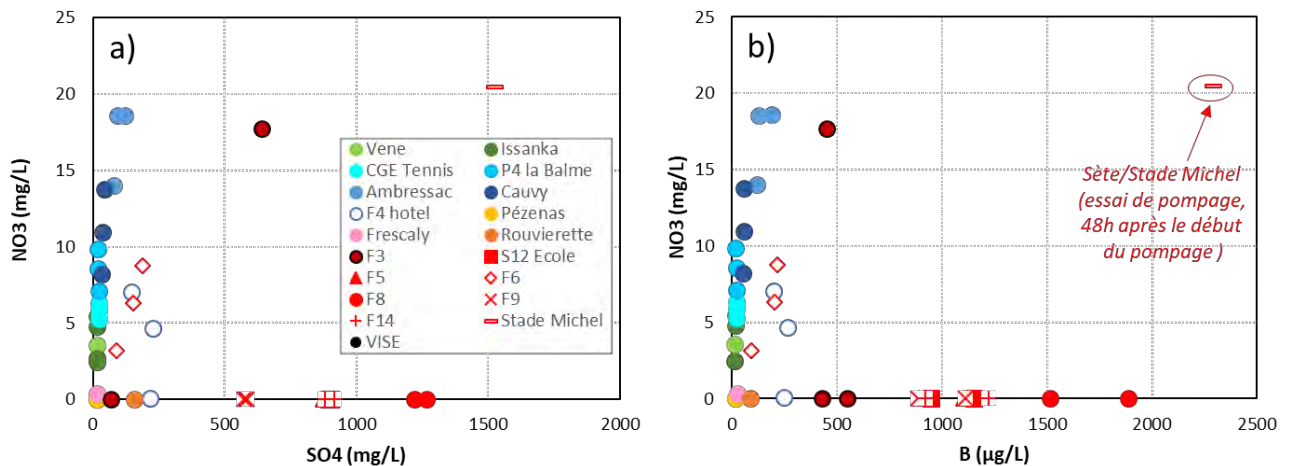 a)
NO3 (mg/L)
25
20
15
10
5
0
0 500 1000 1500 2000
SO4 (mg/L)
Vene Issanka
CGE Tennis P4 la Balme
Ambressac Cauvy
F4 hotel Pézenas
Frescaly Rouvierette
F3 S12 Ecole
F5 F6
F8 F9
F14 Stade Michel
VISE
b)
NO3 (mg/L)
25
20
15
10
5
0
0 500 1000 1500 2000 2500
B (µg/L)
Sète/Stade Michel
(essai de pompage,
48h après le début
du pompage )